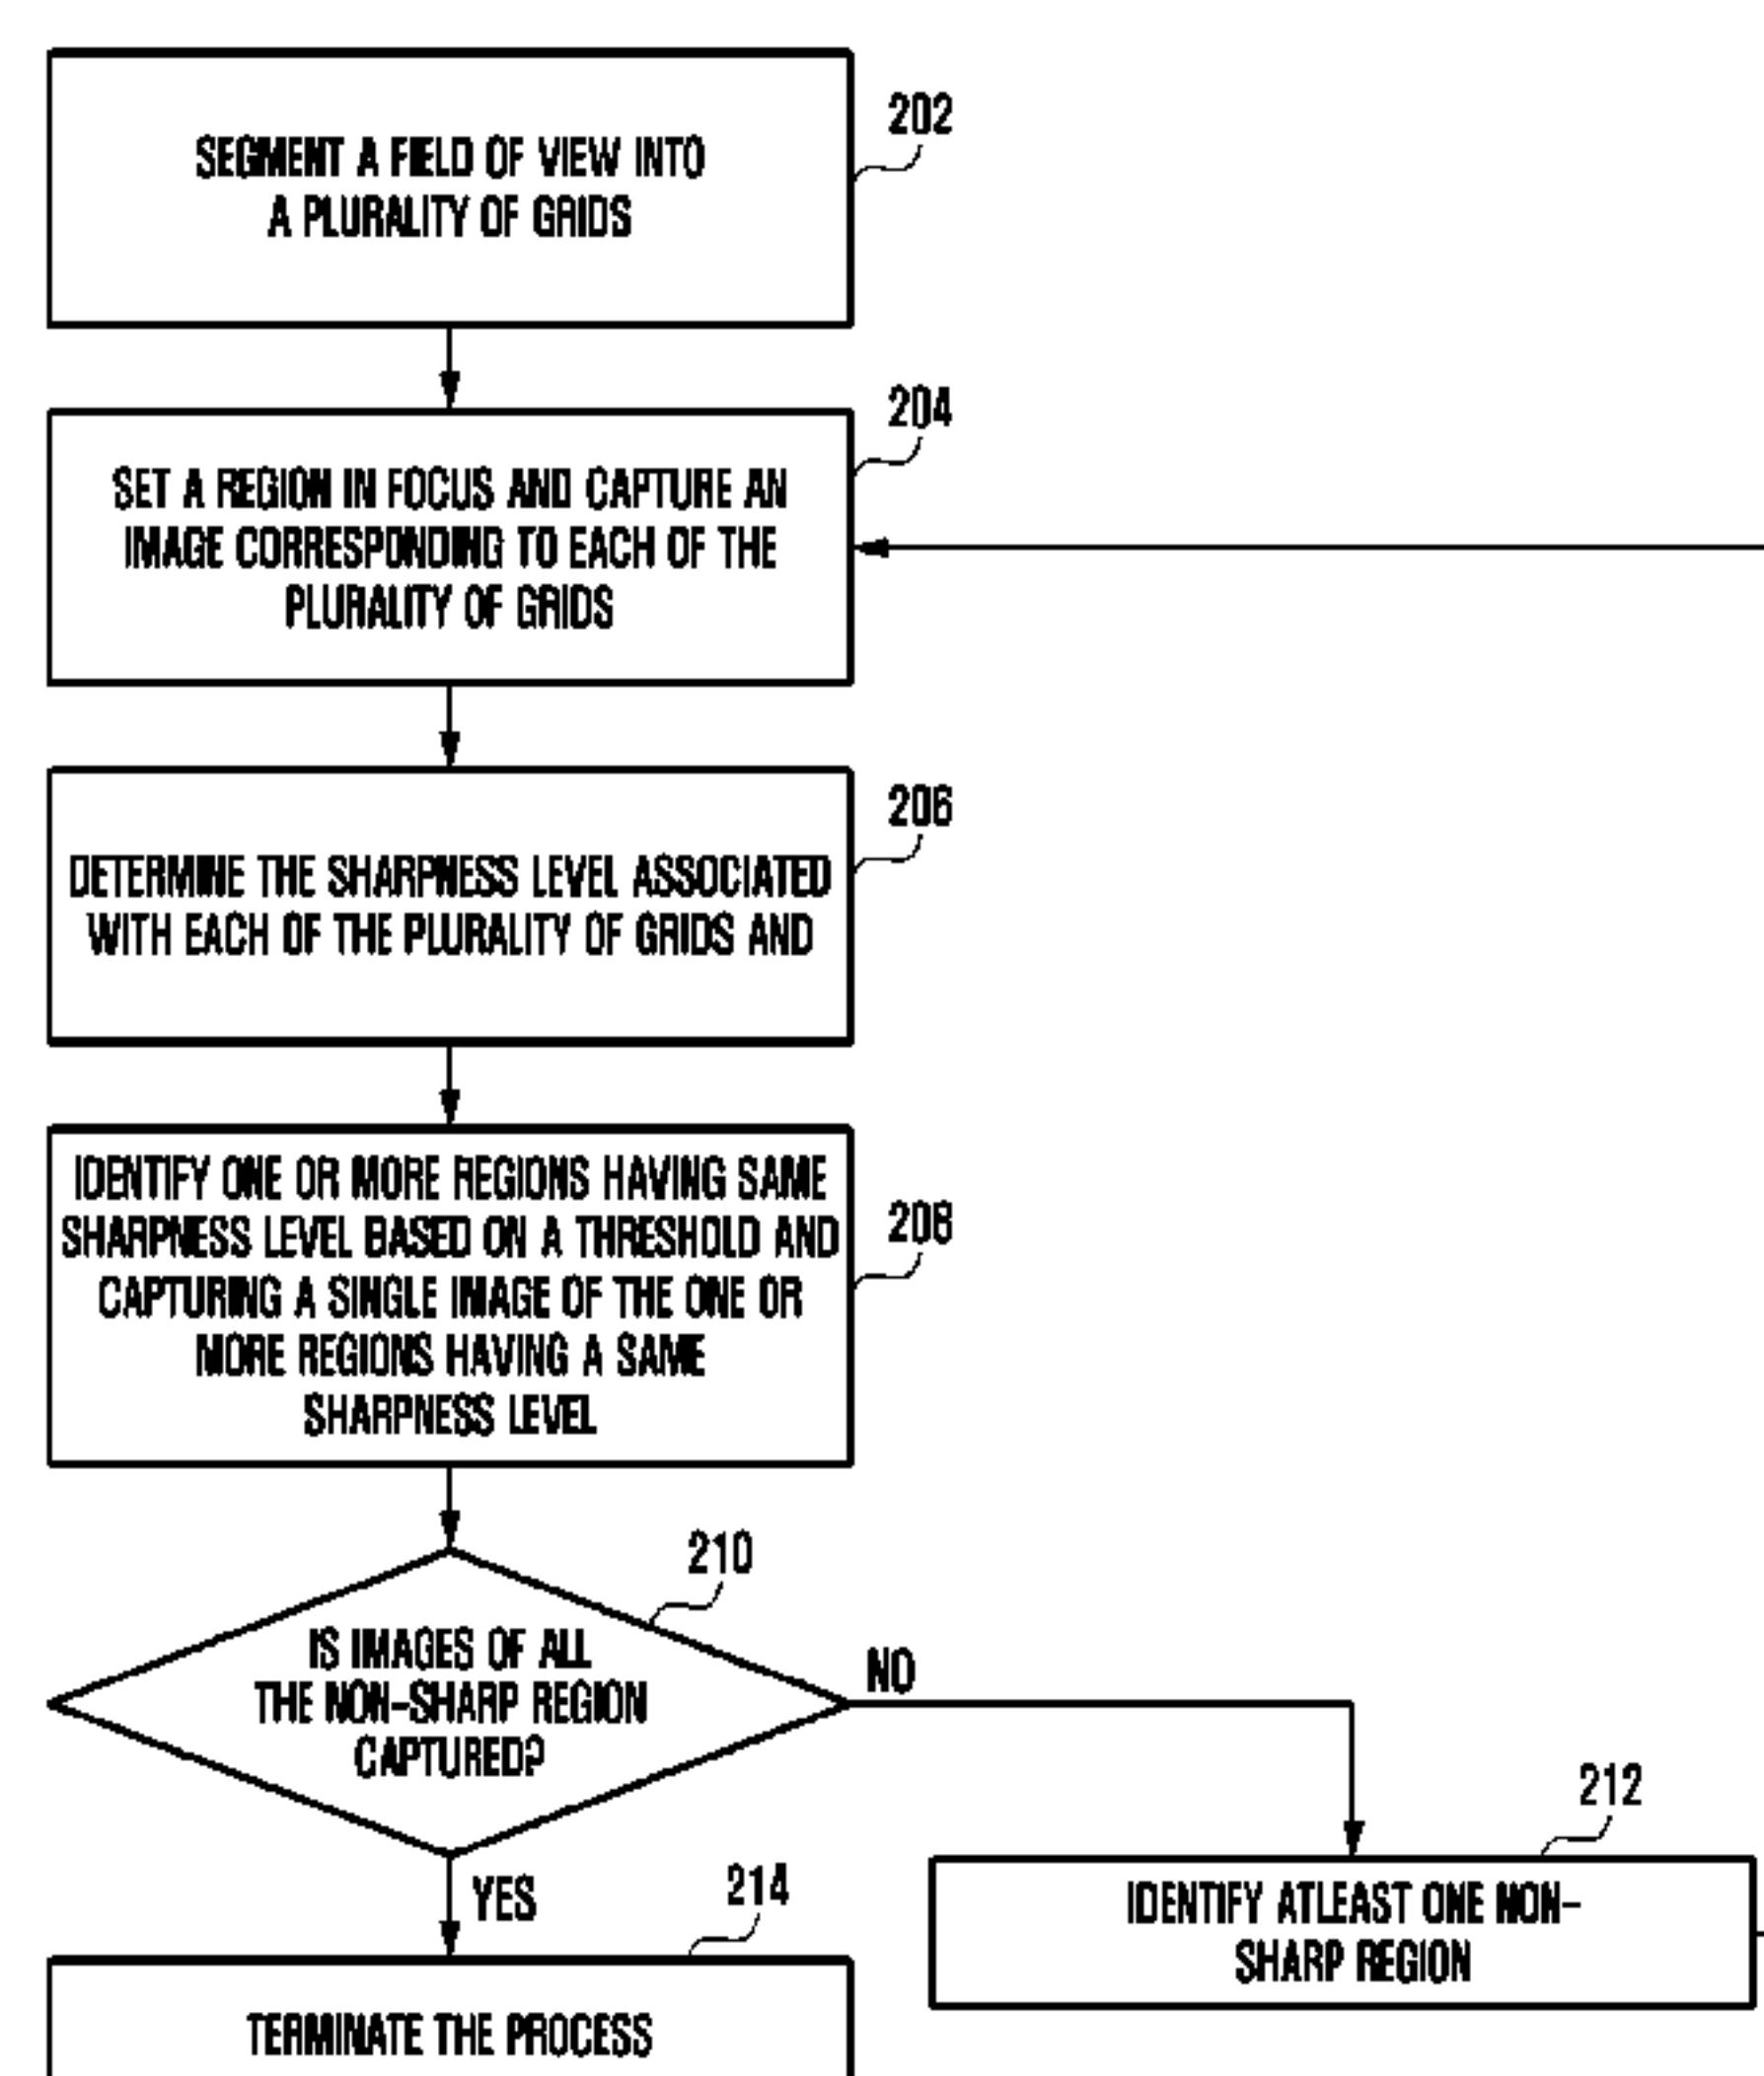 202
SEGMENT A FIELD OF VIEW INTO
A PLURALITY OF GRIDS
204
SET A REGION IN FOCUS AND CAPTURE AN
IMAGE CORRESPONDING TO EACH OF THE
PLURALITY OF GRIDS
206
DETERMINE THE SHARPNESS LEVEL ASSOCIATED
WITH EACH OF THE PLURALITY OF GRIDS AND
208
IDENTIFY ONE OR MORE REGIONS HAVING SAME
SHARPNESS LEVEL BASED ON A THRESHOLD AND
CAPTURING A SINGLE IMAGE OF THE ONE OR
MORE REGIONS HAVING A SAME
SHARPNESS LEVEL
210
IS IMAGES OF ALL
THE NON-SHARP REGION
CAPTURED?
NO
212
IDENTIFY ATLEAST ONE NON-
SHARP REGION
YES
214
TERMINATE THE PROCESS